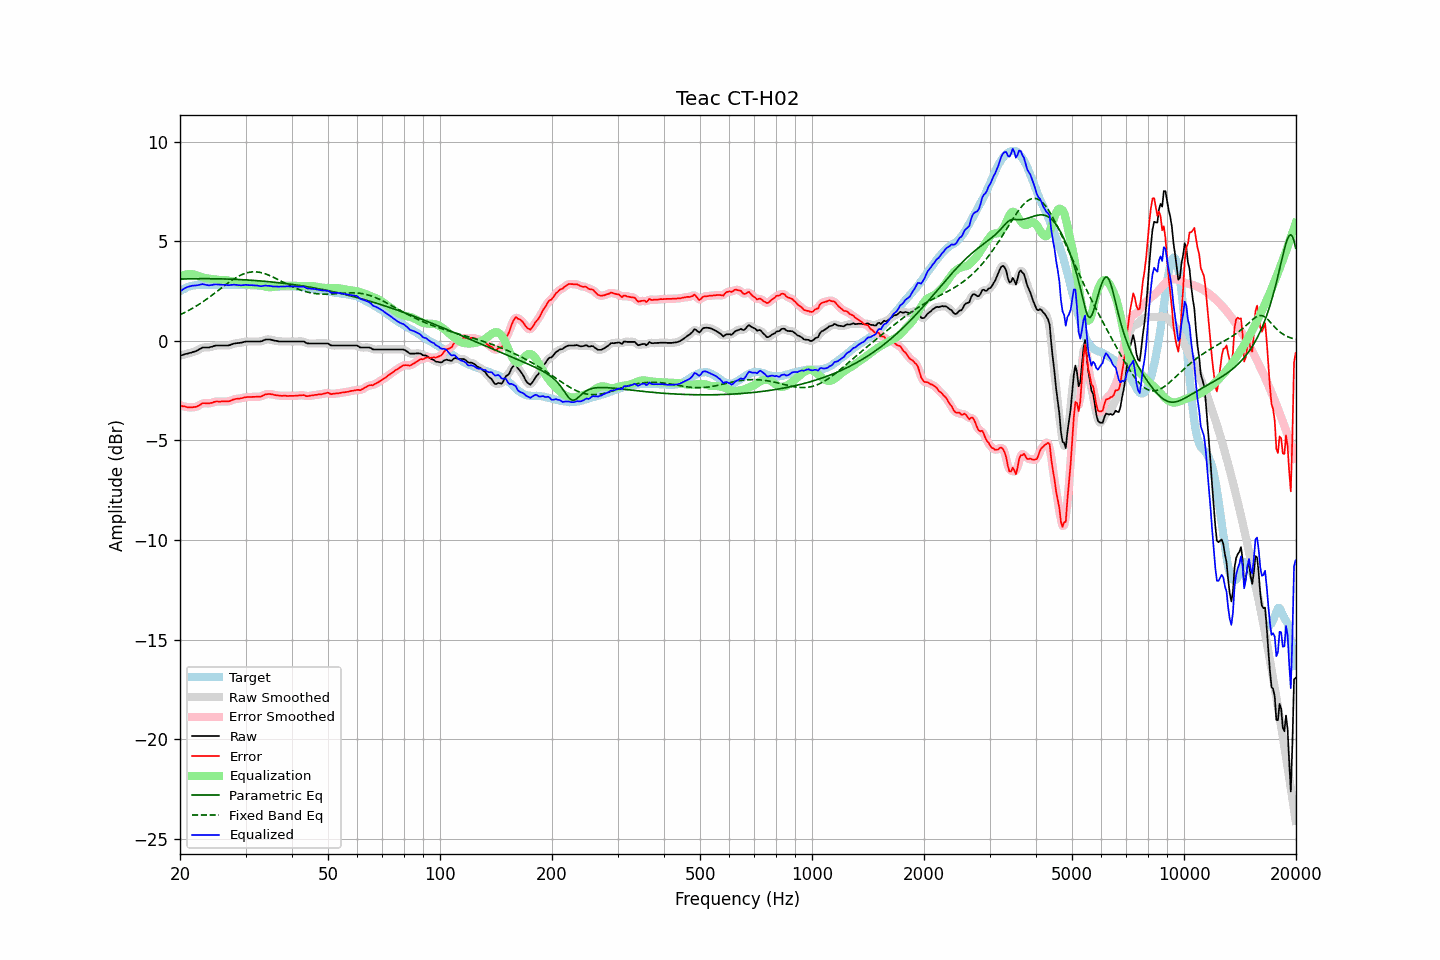 Teac CT-H02
Amplitude (dBr)
10
5
0
−5
−10
−15
−20
−25
Target
Raw Smoothed
Error Smoothed
Raw
Error
Equalization
Parametric Eq
Fixed Band Eq
Equalized
20 50 100 200 500 1000 2000 5000 10000 20000
Frequency (Hz)